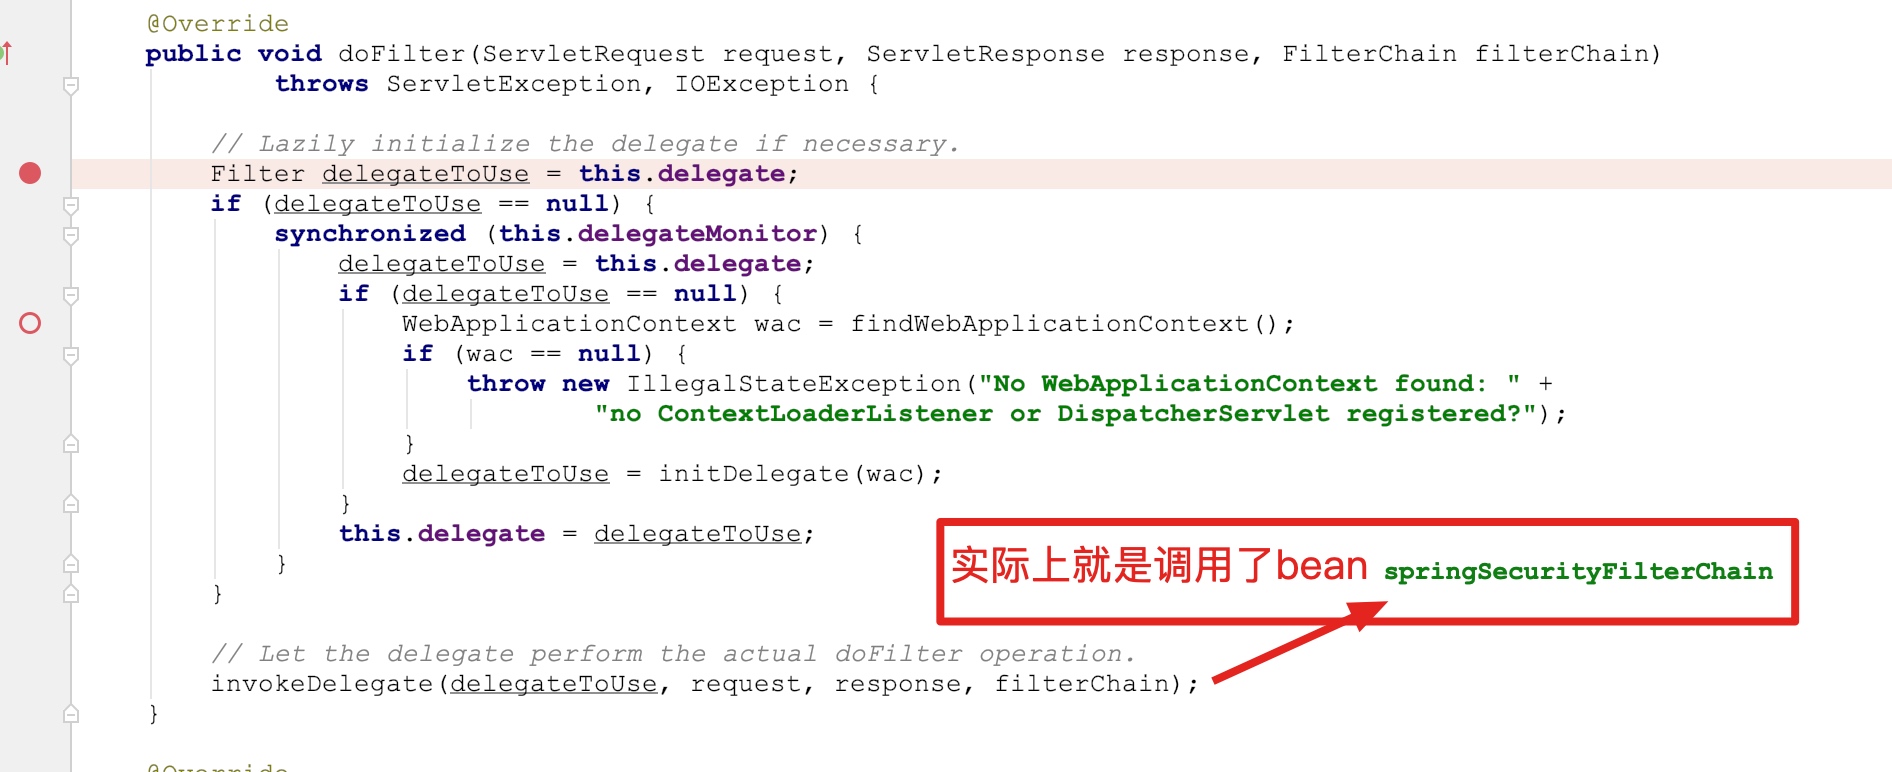 @Override
public void doFilter(ServletRequest request, ServletResponse response, FilterChain filterChain)
throws ServletException, IOException {
// Lazily initialize the delegate if necessary.
Filter delegateToUse = this.delegate;
if (delegateToUse == null) {
synchronized (this.delegateMonitor) {
delegateToUse = this.delegate;
if (delegateToUse == null) {
WebApplicationContext wac = findWebApplicationContext();
if (wac == null) {
throw new IllegalStateException("No WebApplicationContext found: " +
"no ContextLoaderListener or DispatcherServlet registered?");
}
delegateToUse = initDelegate(wac);
}
this.delegate = delegateToUse;
}
}
实际上就是调用了bean springSecurityFilterChain
// Let the delegate perform the actual doFilter operation.
invokeDelegate(delegateToUse, request, response, filterChain);
}
@Override